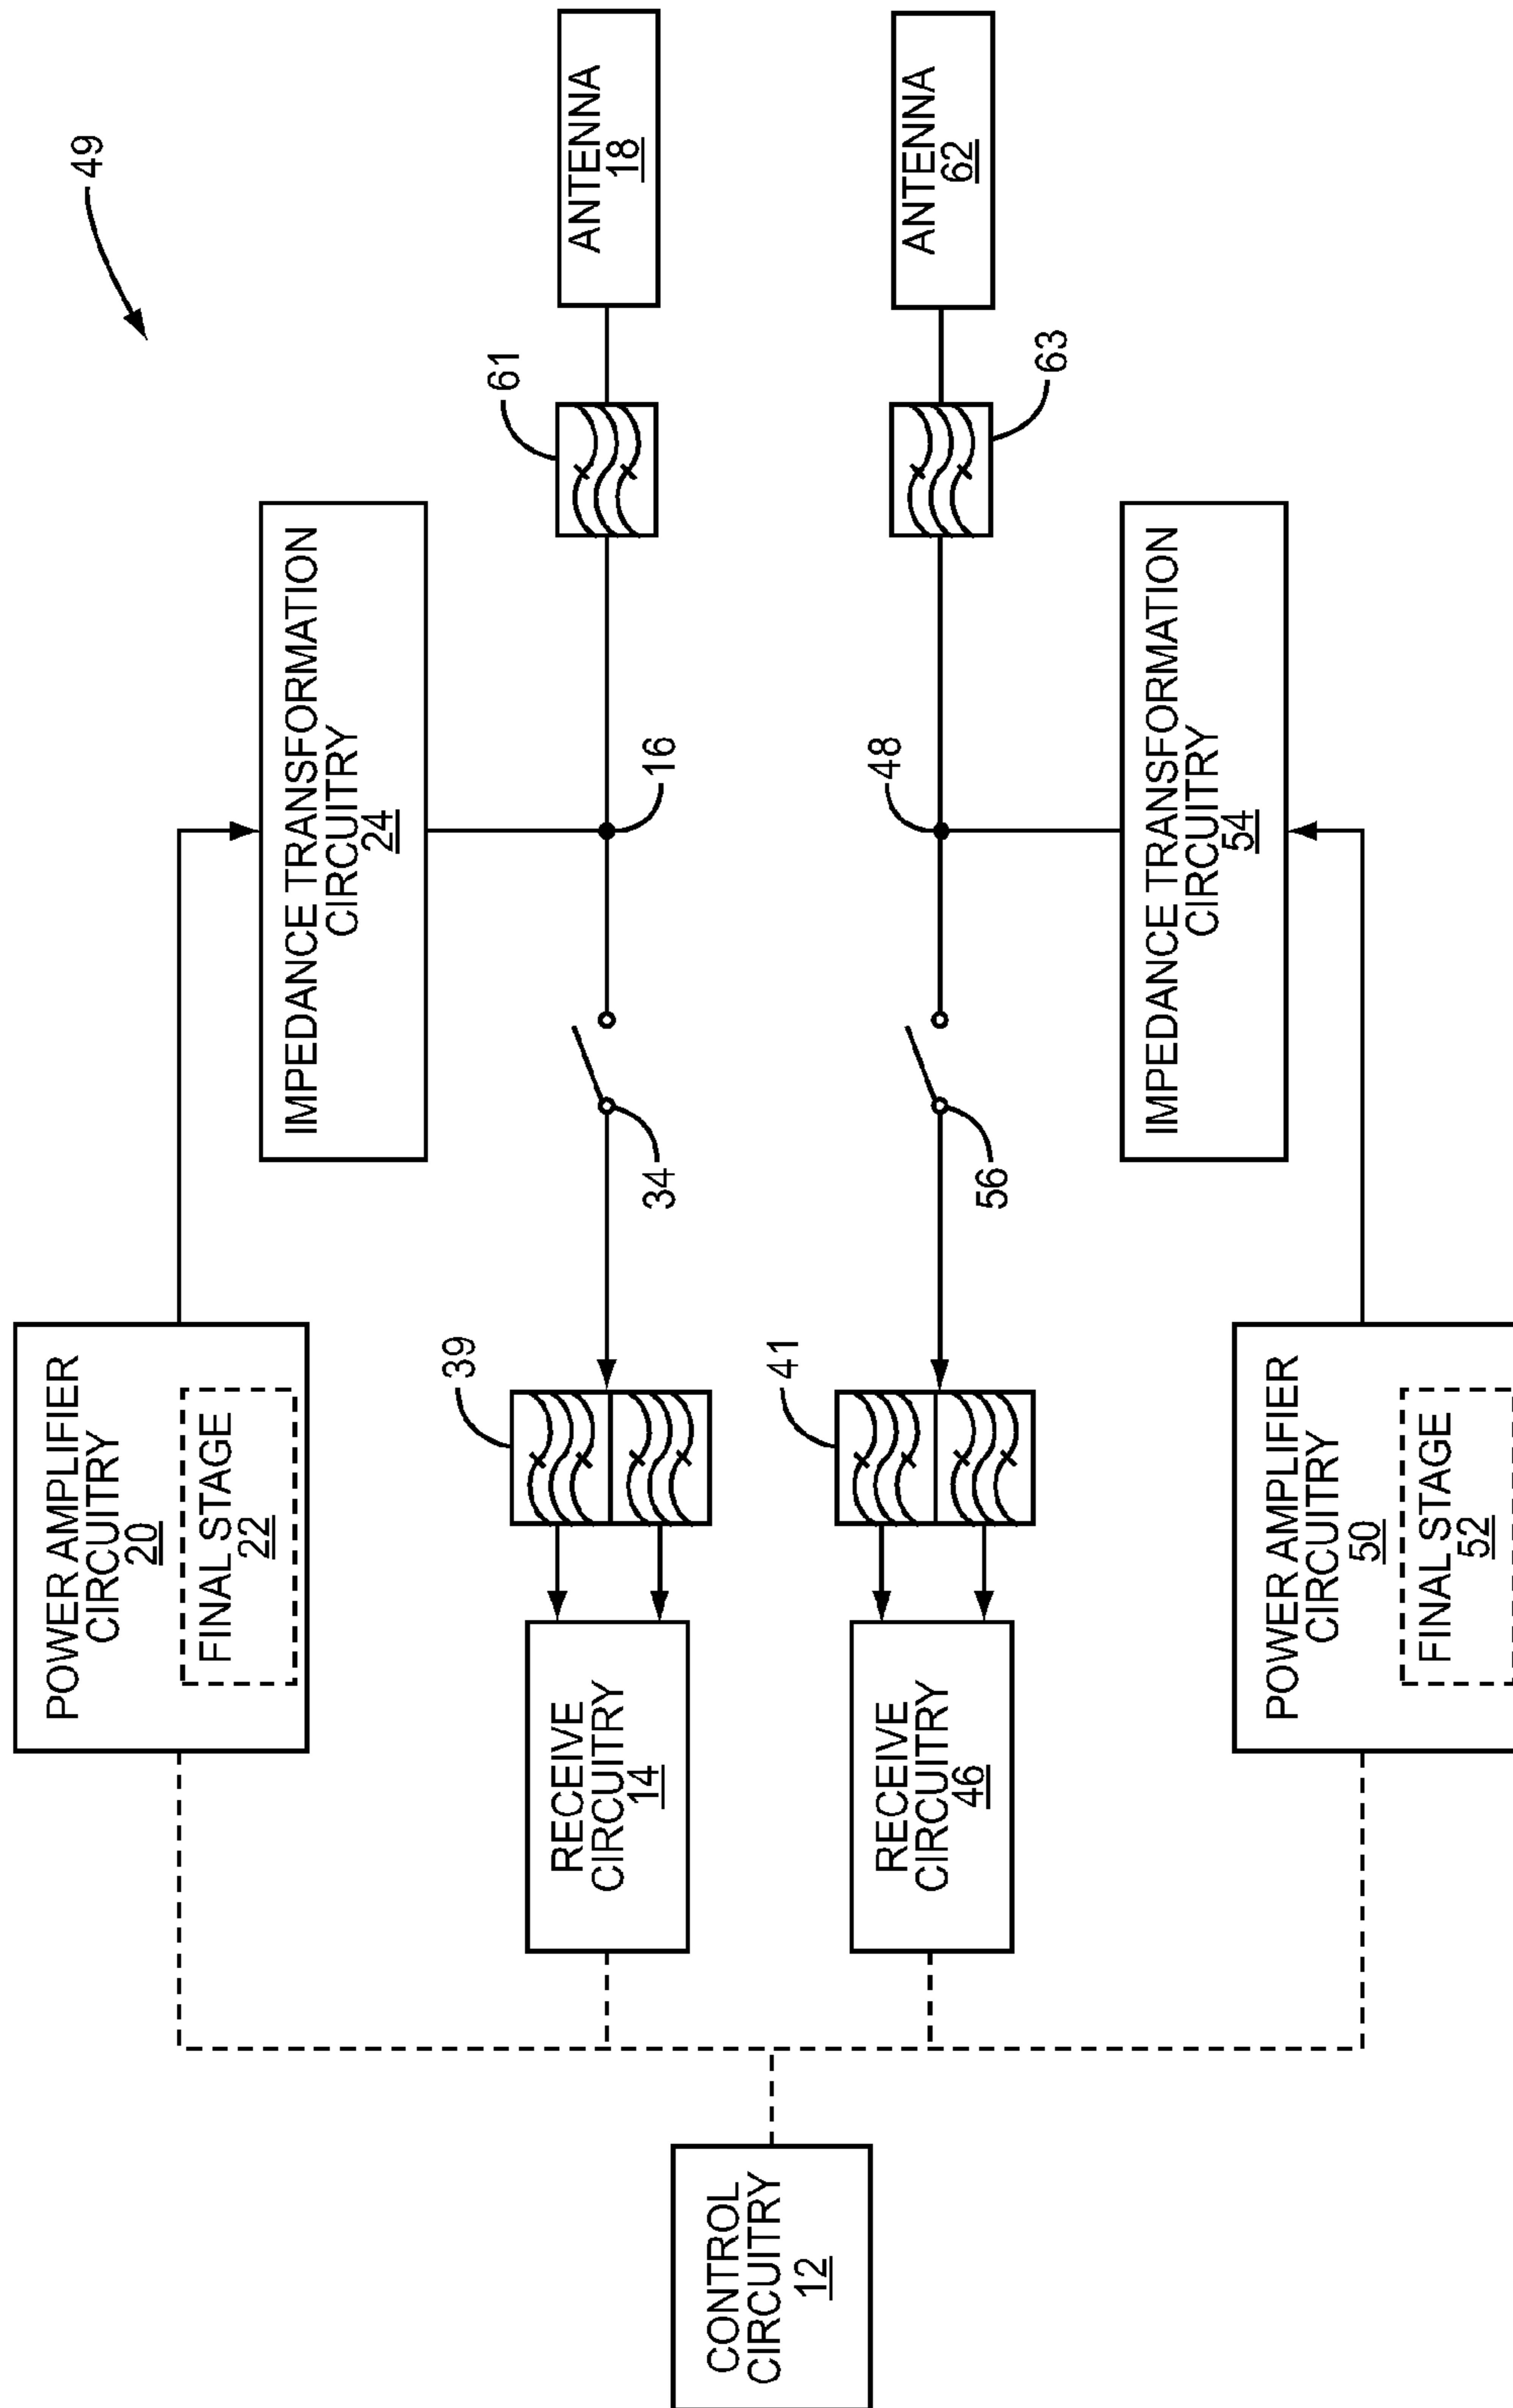 49
POWER AMPLIFIER
CIRCUITRY
20
FINAL STAGE
22
IMPEDANCE TRANSFORMATION
CIRCUITRY
24
61
39
ANTENNA
18
RECEIVE
CIRCUITRY
14
34
16
CONTROL
CIRCUITRY
12
41
48
ANTENNA
62
RECEIVE
CIRCUITRY
46
56
63
IMPEDANCE TRANSFORMATION
CIRCUITRY
54
POWER AMPLIFIER
CIRCUITRY
50
FINAL STAGE
52